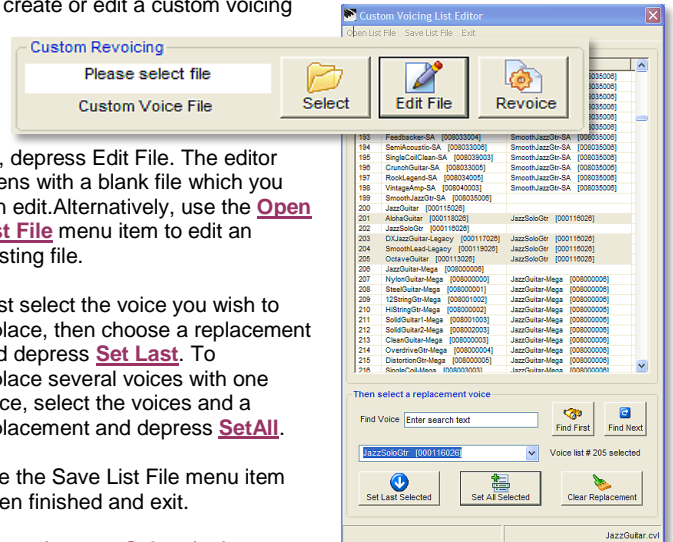 create or edit a custom voicing
Custom Revoicing
Please select file
Custom Voice File
Select
Edit File
Revoice
, depress Edit File. The editor
ens with a blank file which you
n edit.Alternatively, use the Open
st File menu item to edit an
sting file.
st select the voice you wish to
place, then choose a replacement
d depress Set Last. To
place several voices with one
ce, select the voices and a
placement and depress SetAll.
e the Save List File menu item
en finished and exit.
Custom Voicing List Editor
Open List File Save List File Exit
193 Feedbacker-SA [008033004] SmoothJazzGtr-SA [008035006]
194 SemiAcoustic-SA [008033006] SmoothJazzGtr-SA [008035006]
195 SingleCoilClean-SA [008039003] SmoothJazzGtr-SA [008035006]
196 CrunchGuitar-SA [008033005] SmoothJazzGtr-SA [008035006]
197 RockLegend-SA [008034005] SmoothJazzGtr-SA [008035006]
198 VintageAmp-SA [008040003] SmoothJazzGtr-SA [008035006]
199 SmoothJazzGtr-SA [008035006]
200 JazzGuitar [000116026]
201 AlohaGuitar [000118026] JazzSoloGtr [000116026]
202 JazzSoloGtr [000116026]
203 DXJazzGuitar-Legacy [000117026] JazzSoloGtr [000116026]
204 SmoothLead-Legacy [000119026] JazzSoloGtr [000116026]
205 OctaveGuitar [000113026] JazzSoloGtr [000116026]
206 JazzGuitar-Mega [008000006]
207 NylonGuitar-Mega [008000000] JazzGuitar-Mega [008000006]
208 SteelGuitar-Mega [008000001] JazzGuitar-Mega [008000006]
209 12StringGtr-Mega [008001002] JazzGuitar-Mega [008000006]
210 HiStringGtr-Mega [008000002] JazzGuitar-Mega [008000006]
211 SolidGuitar1-Mega [008001003] JazzGuitar-Mega [008000006]
212 SolidGuitar2-Mega [008002003] JazzGuitar-Mega [008000006]
213 CleanGuitar-Mega [008000003] JazzGuitar-Mega [008000006]
214 OverdriveGtr-Mega [008000004] JazzGuitar-Mega [008000006]
215 DistortionGtr-Mega [008000005] JazzGuitar-Mega [008000006]
216 SingleCoil-Mega [008003003] JazzGuitar-Mega [008000006]
Then select a replacement voice
Find Voice Enter search text
Find First
Find Next
JazzSoloGtr [000116026]
Voice list # 205 selected
Set Last Selected
Set All Selected
Clear Replacement
JazzGuitar.cvl